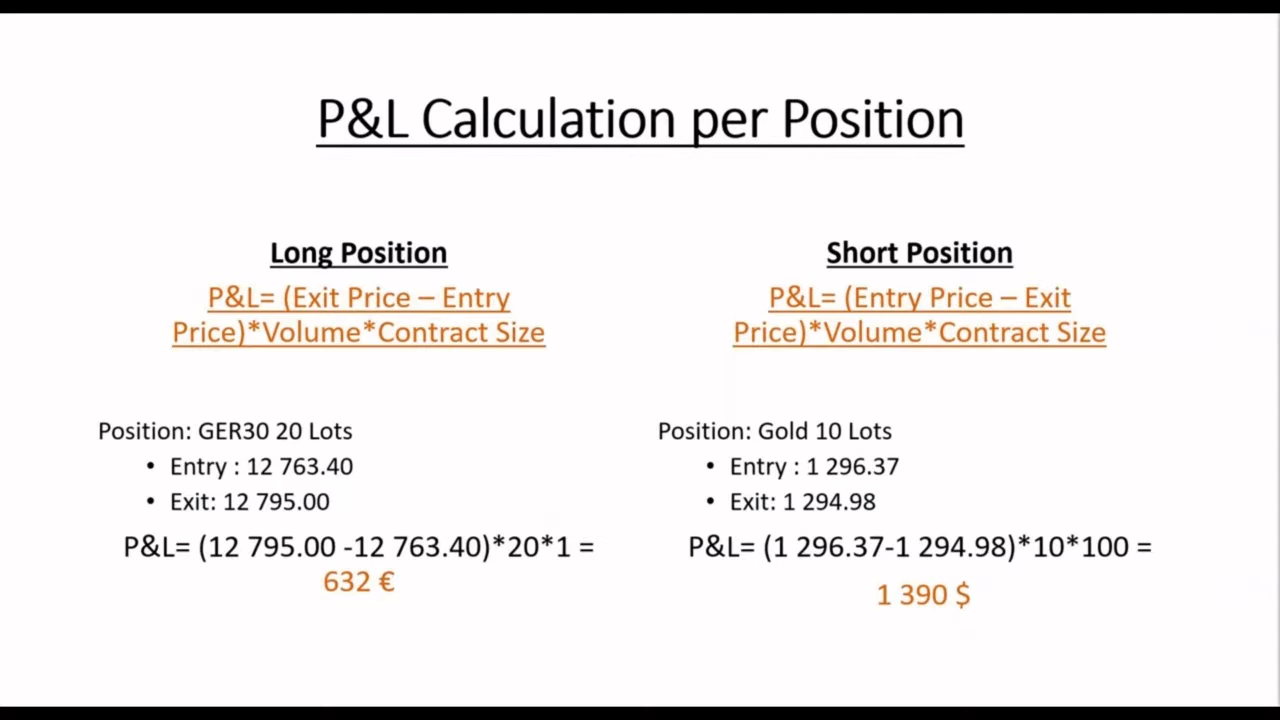 P&L Calculation per Position
Long Position
P&L= (Exit Price – Entry
Price)*Volume*Contract Size
Position: GER30 20 Lots
• Entry : 12 763.40
• Exit: 12 795.00
P&L= (12 795.00 -12 763.40)*20*1 =
632 €
Short Position
P&L= (Entry Price – Exit
Price)*Volume*Contract Size
Position: Gold 10 Lots
• Entry : 1 296.37
• Exit: 1 294.98
P&L= (1 296.37-1 294.98)*10*100 =
1 390 $